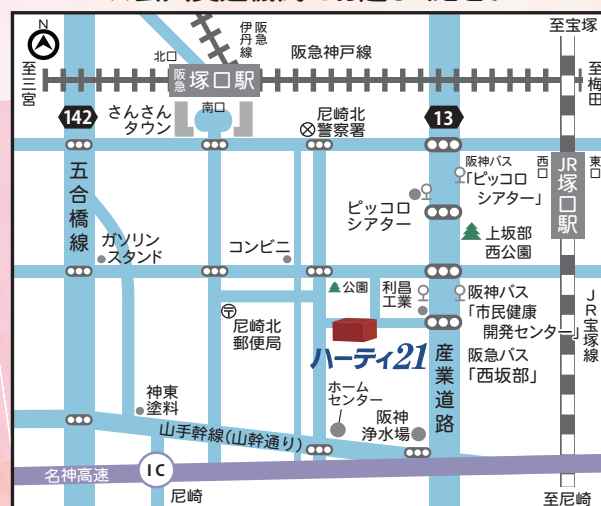 N
阪急
伊丹線
阪急神戸線
至宝塚
至三宮
北口
阪急
塚口駅
南口
至梅田
142
さんさん
タウン
尼崎北
警察署
13
五合橋線
阪神バス
「ピッコロ
シアター」
西口
JR塚口駅
東口
ピッコロ
シアター
上坂部
西公園
ガソリン
スタンド
コンビニ
公園
利昌
工業
阪神バス
「市民健康
開発センター」
阪急バス
「西坂部」
JR宝塚線
尼崎北
郵便局
ハーティ21
産業道路
神東
塗料
ホーム
センター
阪神
浄水場
山手幹線(山幹通り)
名神高速
IC
尼崎
至尼崎